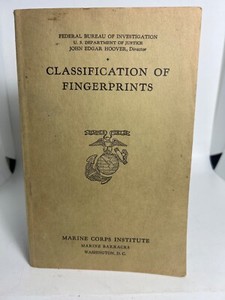 FEDERAL BUREAU OF INVESTIGATION
U. S. DEPARTMENT OF JUSTICE
JOHN EDGAR HOOVER, Director
CLASSIFICATION OF
FINGERPRINTS
MARINE CORPS INSTITUTE
MARINE BARRACKS
WASHINGTON, D. C.